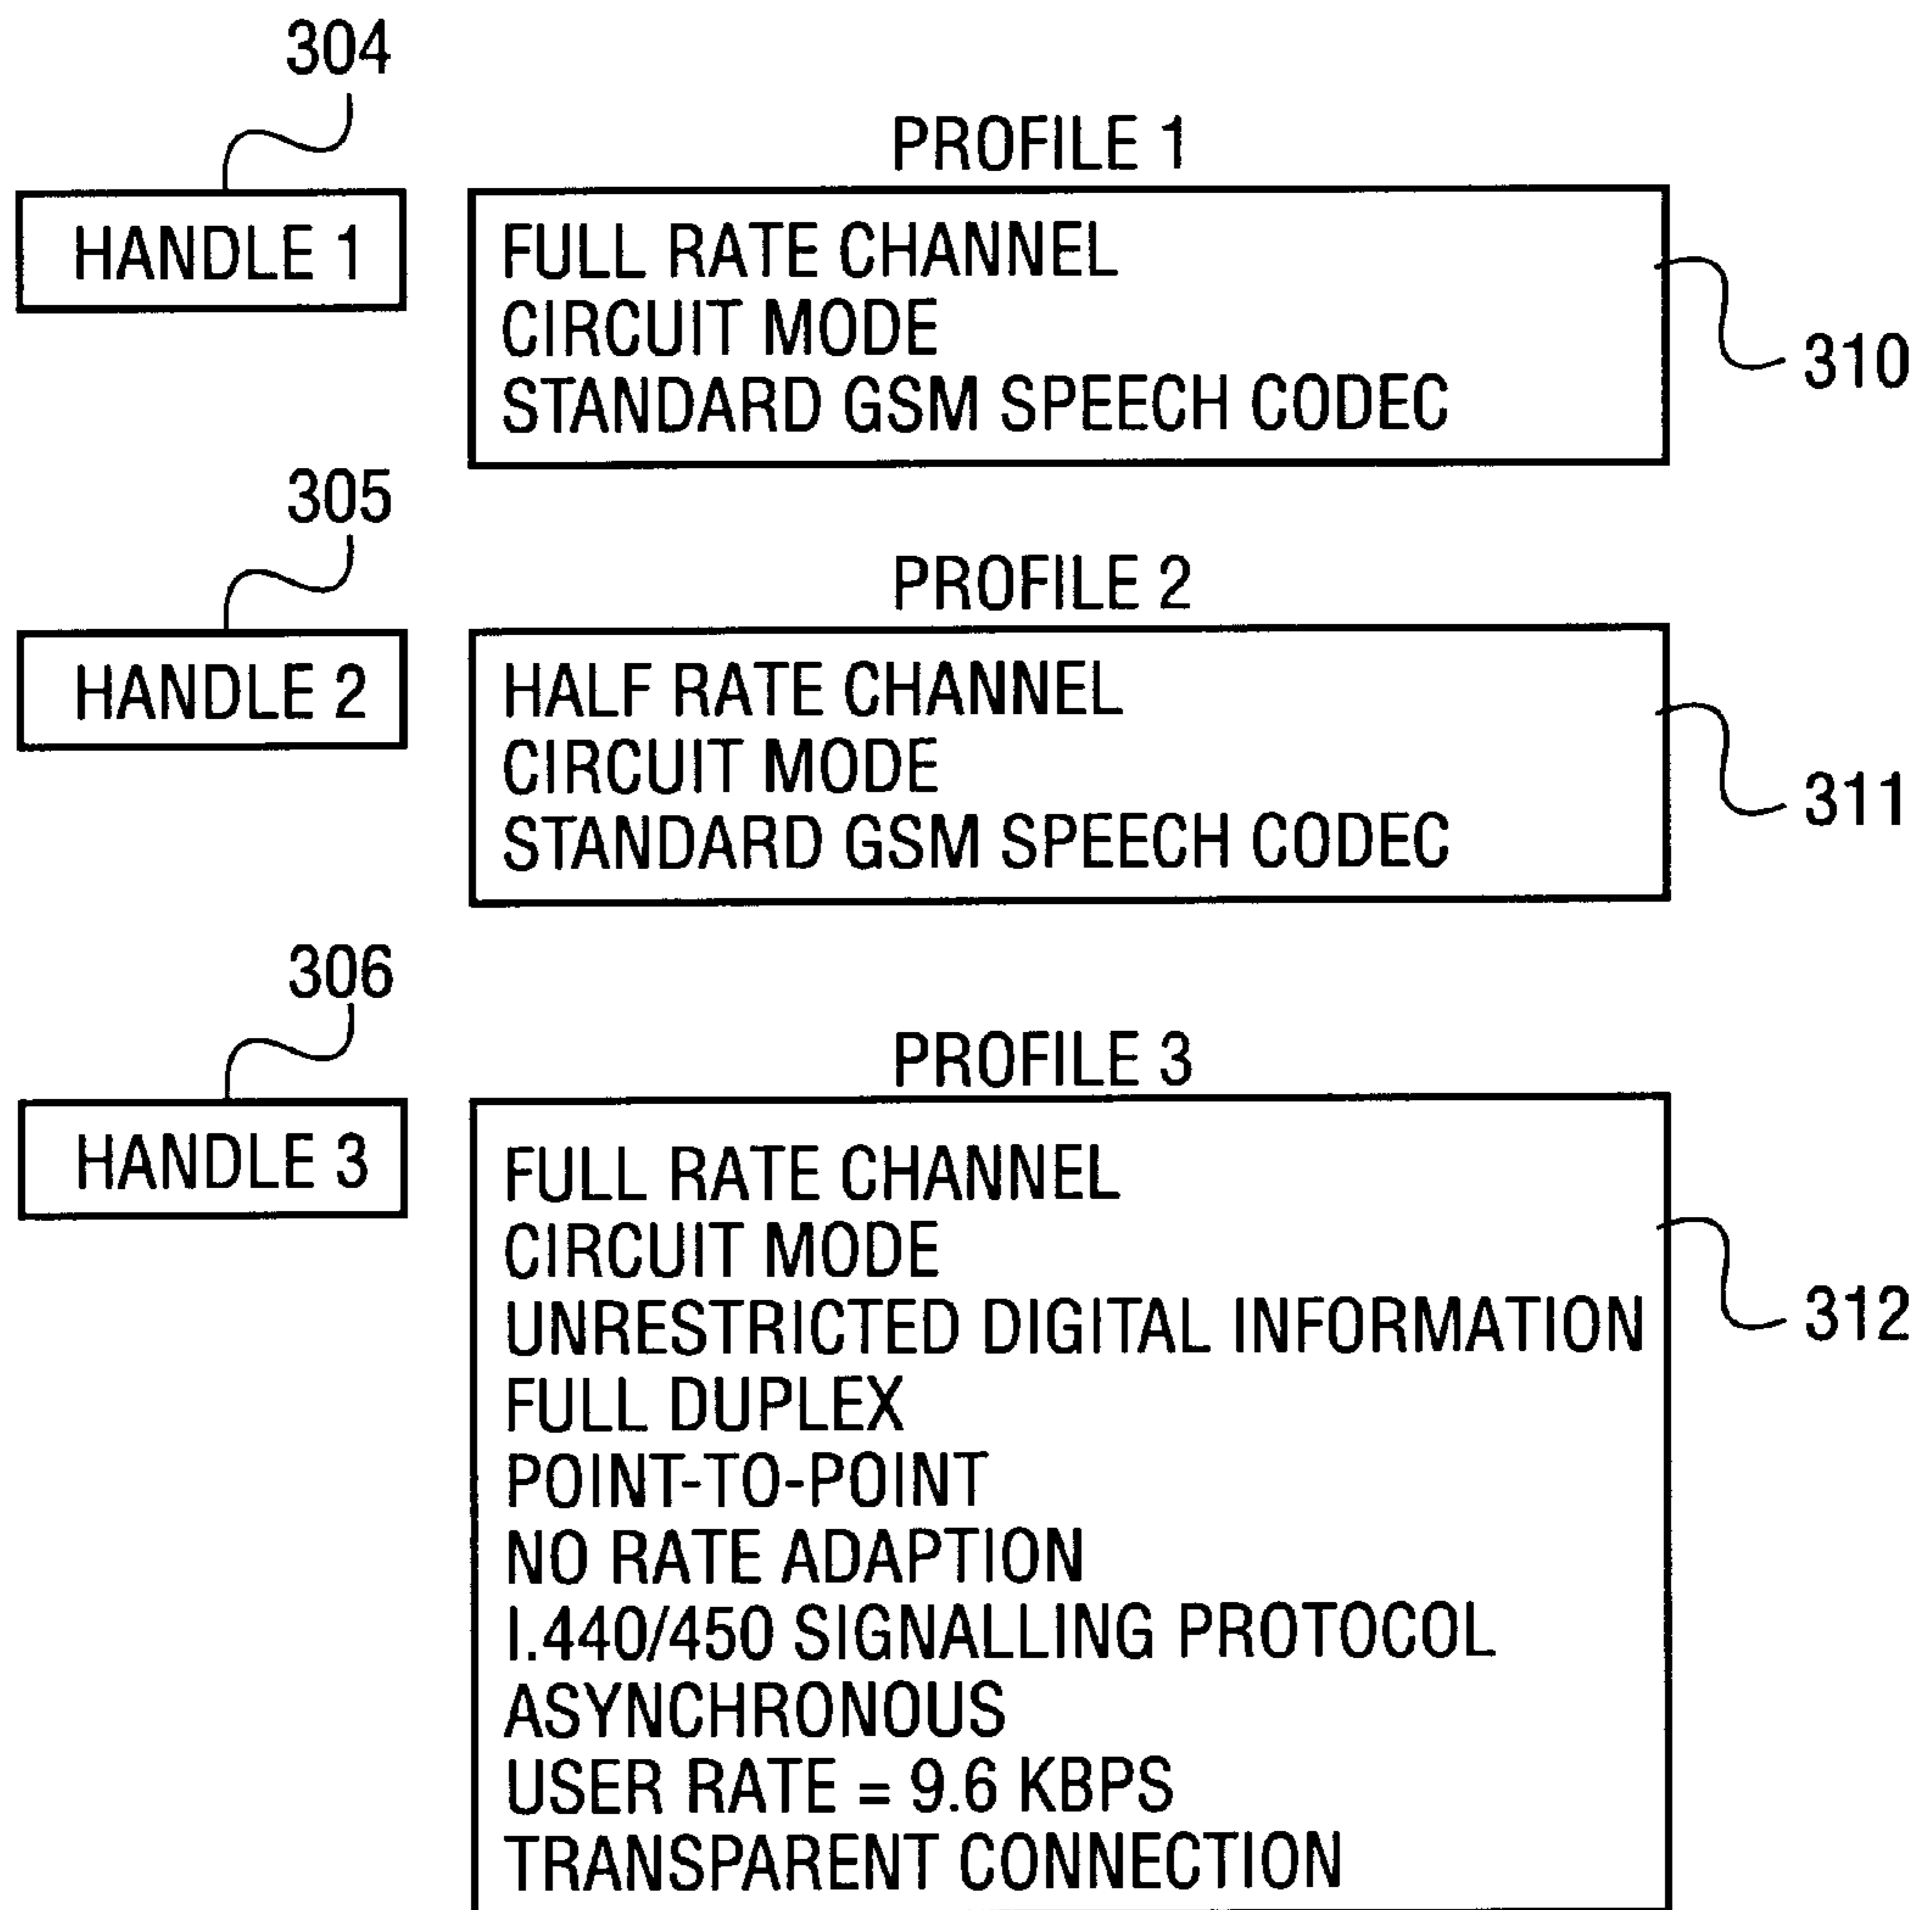 304
PROFILE 1
HANDLE 1
FULL RATE CHANNEL
CIRCUIT MODE
STANDARD GSM SPEECH CODEC
310
305
PROFILE 2
HANDLE 2
HALF RATE CHANNEL
CIRCUIT MODE
STANDARD GSM SPEECH CODEC
311
306
PROFILE 3
HANDLE 3
FULL RATE CHANNEL
CIRCUIT MODE
UNRESTRICTED DIGITAL INFORMATION
312
FULL DUPLEX
POINT-TO-POINT
NO RATE ADAPTION
I.440/450 SIGNALLING PROTOCOL
ASYNCHRONOUS
USER RATE = 9.6 KBPS
TRANSPARENT CONNECTION